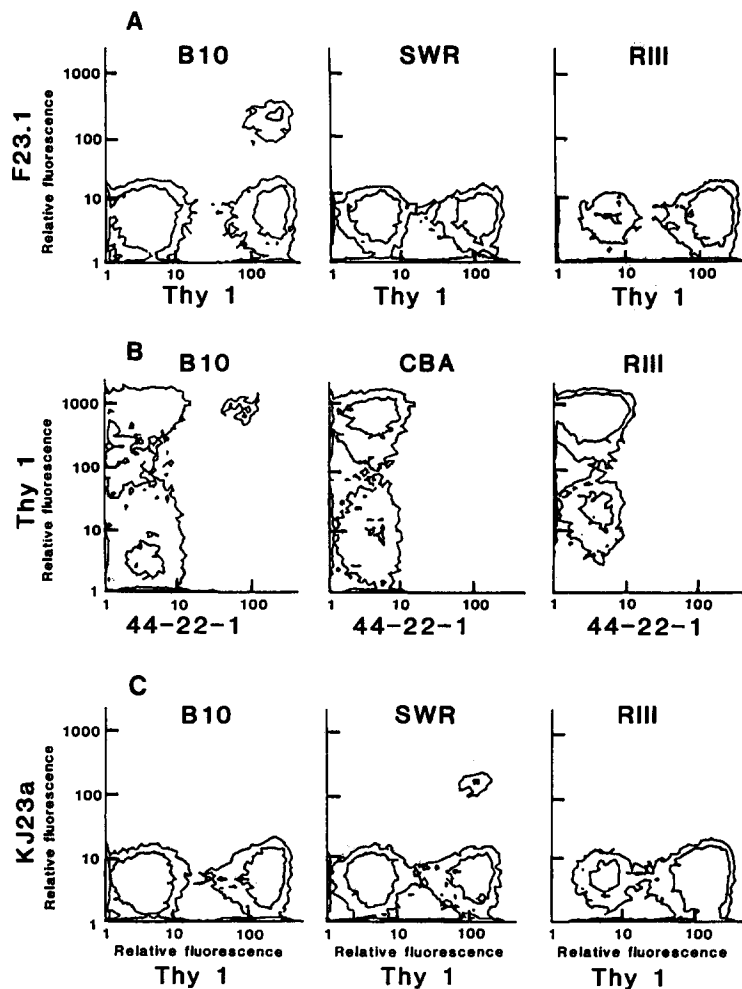 A
B10 SWR RIII
F23.1
Relative fluorescence
1000
100
10
1
1 10 100 1 10 100 1 10 100
Thy 1 Thy 1 Thy 1
B
B10 CBA RIII
Thy 1
Relative fluorescence
1000
100
10
1
1 10 100 1 10 100 1 10 100
44-22-1 44-22-1 44-22-1
C
B10 SWR RIII
KJ23a
Relative fluorescence
1000
100
10
1
1 10 100 1 10 100 1 10 100
Relative fluorescence Relative fluorescence Relative fluorescence
Thy 1 Thy 1 Thy 1